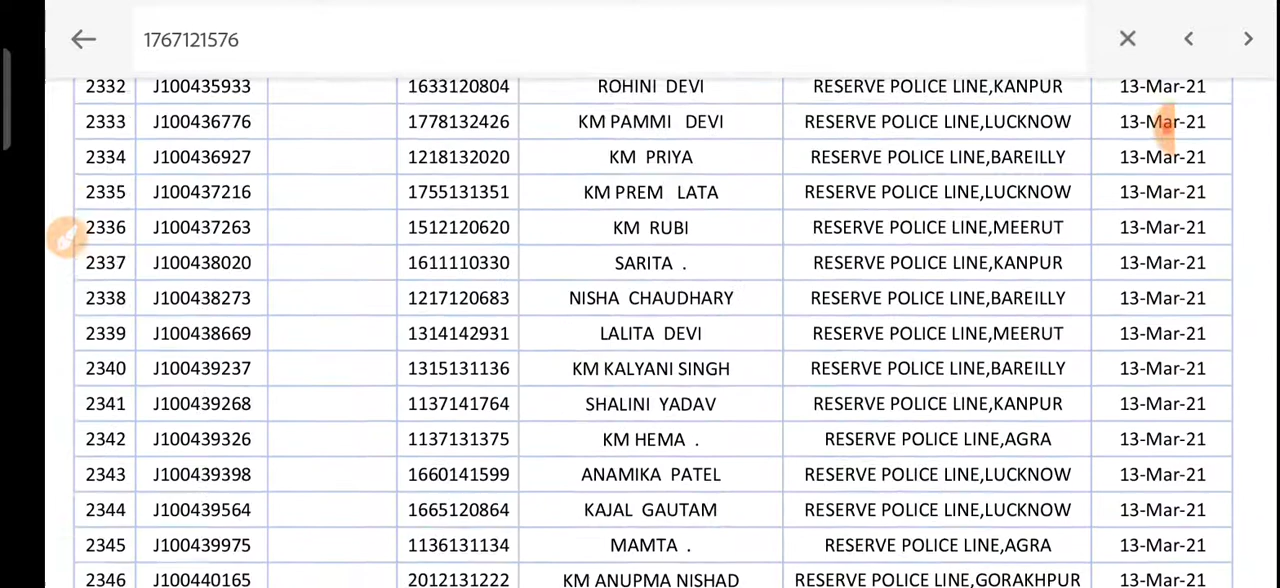 1767121576
2332 J100435933 1633120804 ROHINI DEVI RESERVE POLICE LINE,KANPUR 13-Mar-21
2333 J100436776 1778132426 KM PAMMI DEVI RESERVE POLICE LINE,LUCKNOW 13-Mar-21
2334 J100436927 1218132020 KM PRIYA RESERVE POLICE LINE,BAREILLY 13-Mar-21
2335 J100437216 1755131351 KM PREM LATA RESERVE POLICE LINE,LUCKNOW 13-Mar-21
2336 J100437263 1512120620 KM RUBI RESERVE POLICE LINE,MEERUT 13-Mar-21
2337 J100438020 1611110330 SARITA . RESERVE POLICE LINE,KANPUR 13-Mar-21
2338 J100438273 1217120683 NISHA CHAUDHARY RESERVE POLICE LINE,BAREILLY 13-Mar-21
2339 J100438669 1314142931 LALITA DEVI RESERVE POLICE LINE,MEERUT 13-Mar-21
2340 J100439237 1315131136 KM KALYANI SINGH RESERVE POLICE LINE,BAREILLY 13-Mar-21
2341 J100439268 1137141764 SHALINI YADAV RESERVE POLICE LINE,KANPUR 13-Mar-21
2342 J100439326 1137131375 KM HEMA . RESERVE POLICE LINE,AGRA 13-Mar-21
2343 J100439398 1660141599 ANAMIKA PATEL RESERVE POLICE LINE,LUCKNOW 13-Mar-21
2344 J100439564 1665120864 KAJAL GAUTAM RESERVE POLICE LINE,LUCKNOW 13-Mar-21
2345 J100439975 1136131134 MAMTA . RESERVE POLICE LINE,AGRA 13-Mar-21
2346 J100440165 2012131222 KM ANUPMA NISHAD RESERVE POLICE LINE,GORAKHPUR 13-Mar-21